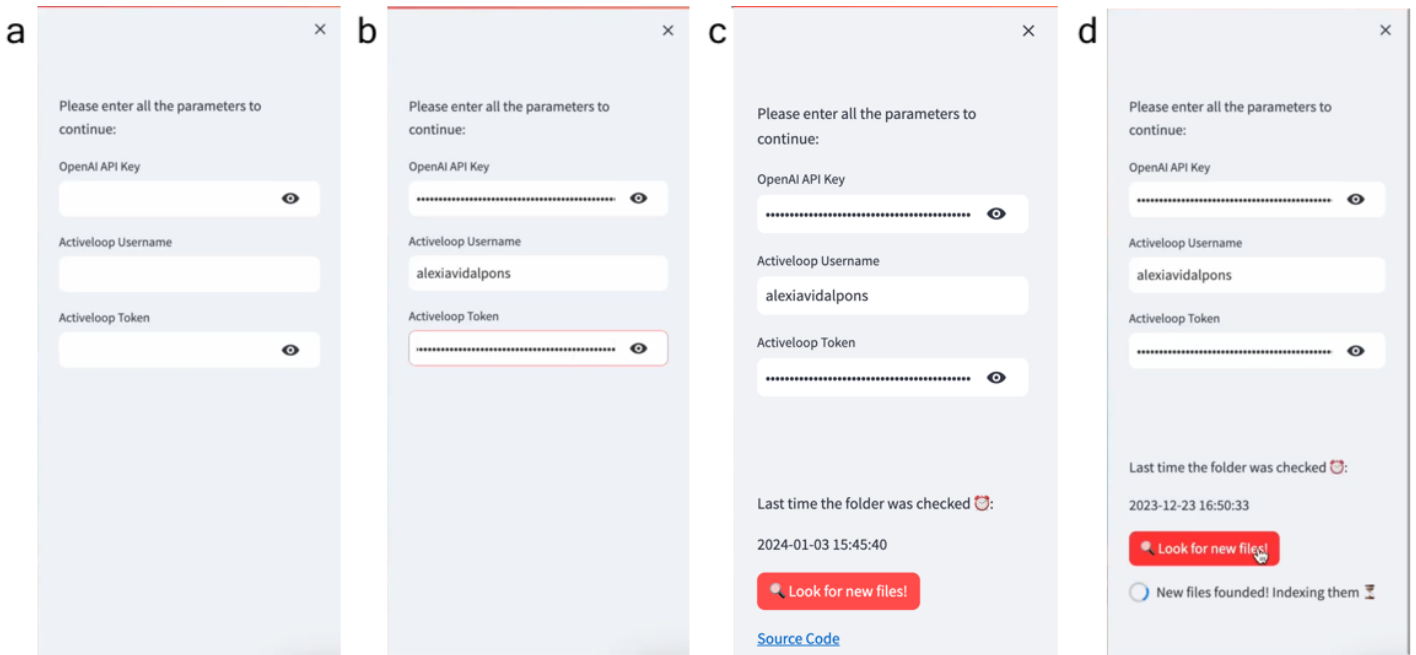 a
×
Please enter all the parameters to
continue:
OpenAI API Key
Activeloop Username
Activeloop Token
b
×
Please enter all the parameters to
continue:
OpenAI API Key
Activeloop Username
alexiavidalpons
Activeloop Token
c
×
Please enter all the parameters to
continue:
OpenAI API Key
Activeloop Username
alexiavidalpons
Activeloop Token
Last time the folder was checked ⏰:
2024-01-03 15:45:40
🔍 Look for new files!
Source Code
d
×
Please enter all the parameters to
continue:
OpenAI API Key
Activeloop Username
alexiavidalpons
Activeloop Token
Last time the folder was checked ⏰:
2023-12-23 16:50:33
🔍 Look for new files!
New files founded! Indexing them ⏳